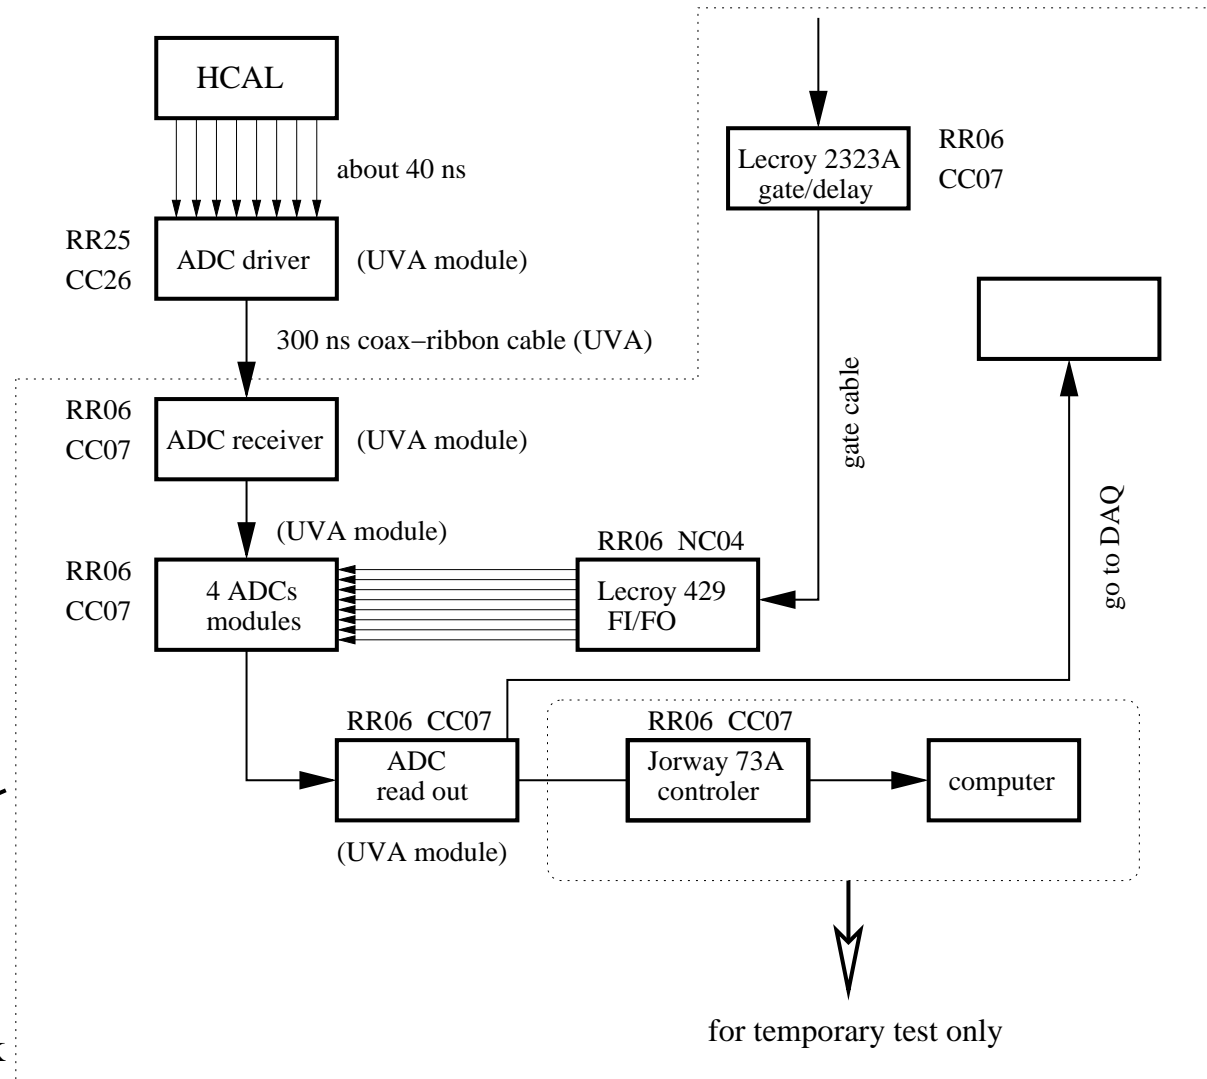 HCAL
about 40 ns
Lecroy 2323A
gate/delay
RR06
CC07
RR25
CC26
ADC driver
(UVA module)
300 ns coax−ribbon cable (UVA)
gate cable
RR06
CC07
ADC receiver
(UVA module)
go to DAQ
(UVA module)
RR06
CC07
4 ADCs
modules
RR06 NC04
Lecroy 429
FI/FO
RR06 CC07
ADC
read out
(UVA module)
RR06 CC07
Jorway 73A
controler
computer
for temporary test only